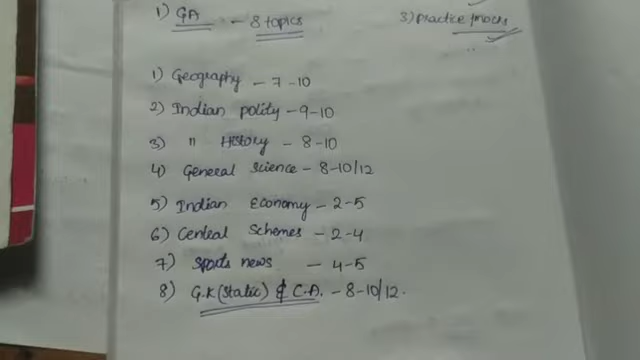 1) GA - 8 topics
3) practice mocks
1) Geography - 7-10
2) Indian polity - 9-10
3) " History - 8-10
4) General science - 8-10/12
5) Indian Economy - 2-5
6) Central Schemes - 2-4
7) sports news - 4-5
8) G.K (Static) & C.A. - 8-10/12.